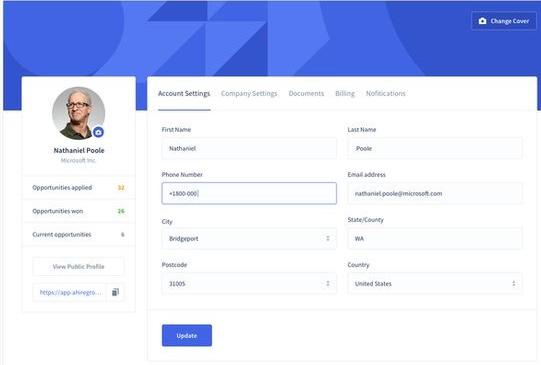 Change Cover
Nathaniel Poole
Microsoft Inc.
Opportunities applied 32
Opportunities won 26
Current opportunities 6
View Public Profile
https://app.ahiregro...
Account Settings Company Settings Documents Billing Nofitications
First Name Last Name
Nathaniel Poole
Phone Number Email address
+1800-000 nathaniel.poole@microsoft.com
City State/County
Bridgeport WA
Postcode Country
31005 United States
Update